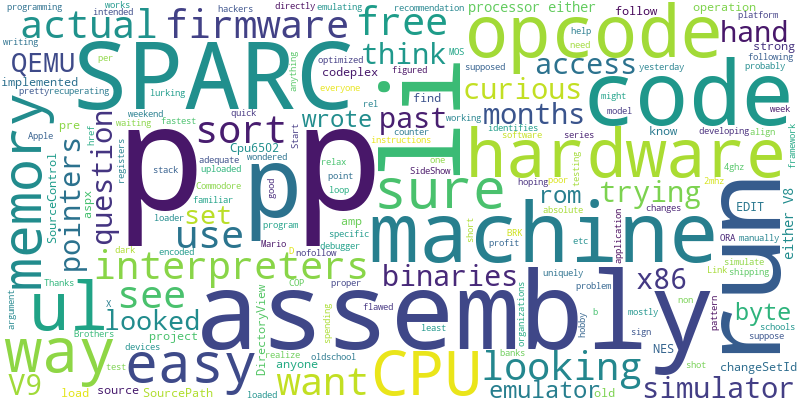 programming works hackers directly emulating recommendation processor either operation platform
writing intended
actual firmware free opcode hand
per optimized MOS
QEMU SPARC think access need help strong
anything codeplex figured supposed yesterday following
implemented lurking everyone curious might probably
prettyrecuperating li code model week
memory pointers question past find months know developing align
pre href weekend quick wrote rel working series
waiting fastest counter identifies software framework
SourceControl aspx registers sort Cpu6502 instructions hardware 4ghz
stack adequate wondered relax one testing poor 2mhz
uploaded point SideShow sure trying
familiar Start loop hoping rom changes EDIT either V8
set Commodore good amp short absolute
p p p
loader specific program debugger BRK etc application ORA manually
use Mario nofollow machine profit Link shipping
dark encoded D
interpreters COP proper binaries uniquely problem x86 simulate
Thanks X see DirectoryView spending flawed organizations b non pattern run
ul looked assembly hobby mostly sign byte
argument Brothers project realize least schools
way devices anyone oldschool banks shot NES suppose
test easy want CPU looking changeSetId
V9 load source SourcePath loaded emulator old simulator